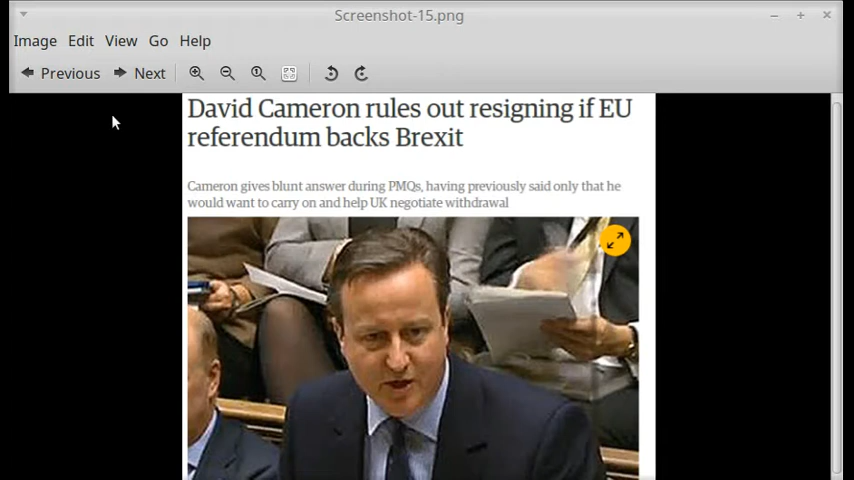 Screenshot-15.png
Image Edit View Go Help
Previous Next
David Cameron rules out resigning if EU
referendum backs Brexit
Cameron gives blunt answer during PMQs, having previously said only that he
would want to carry on and help UK negotiate withdrawal